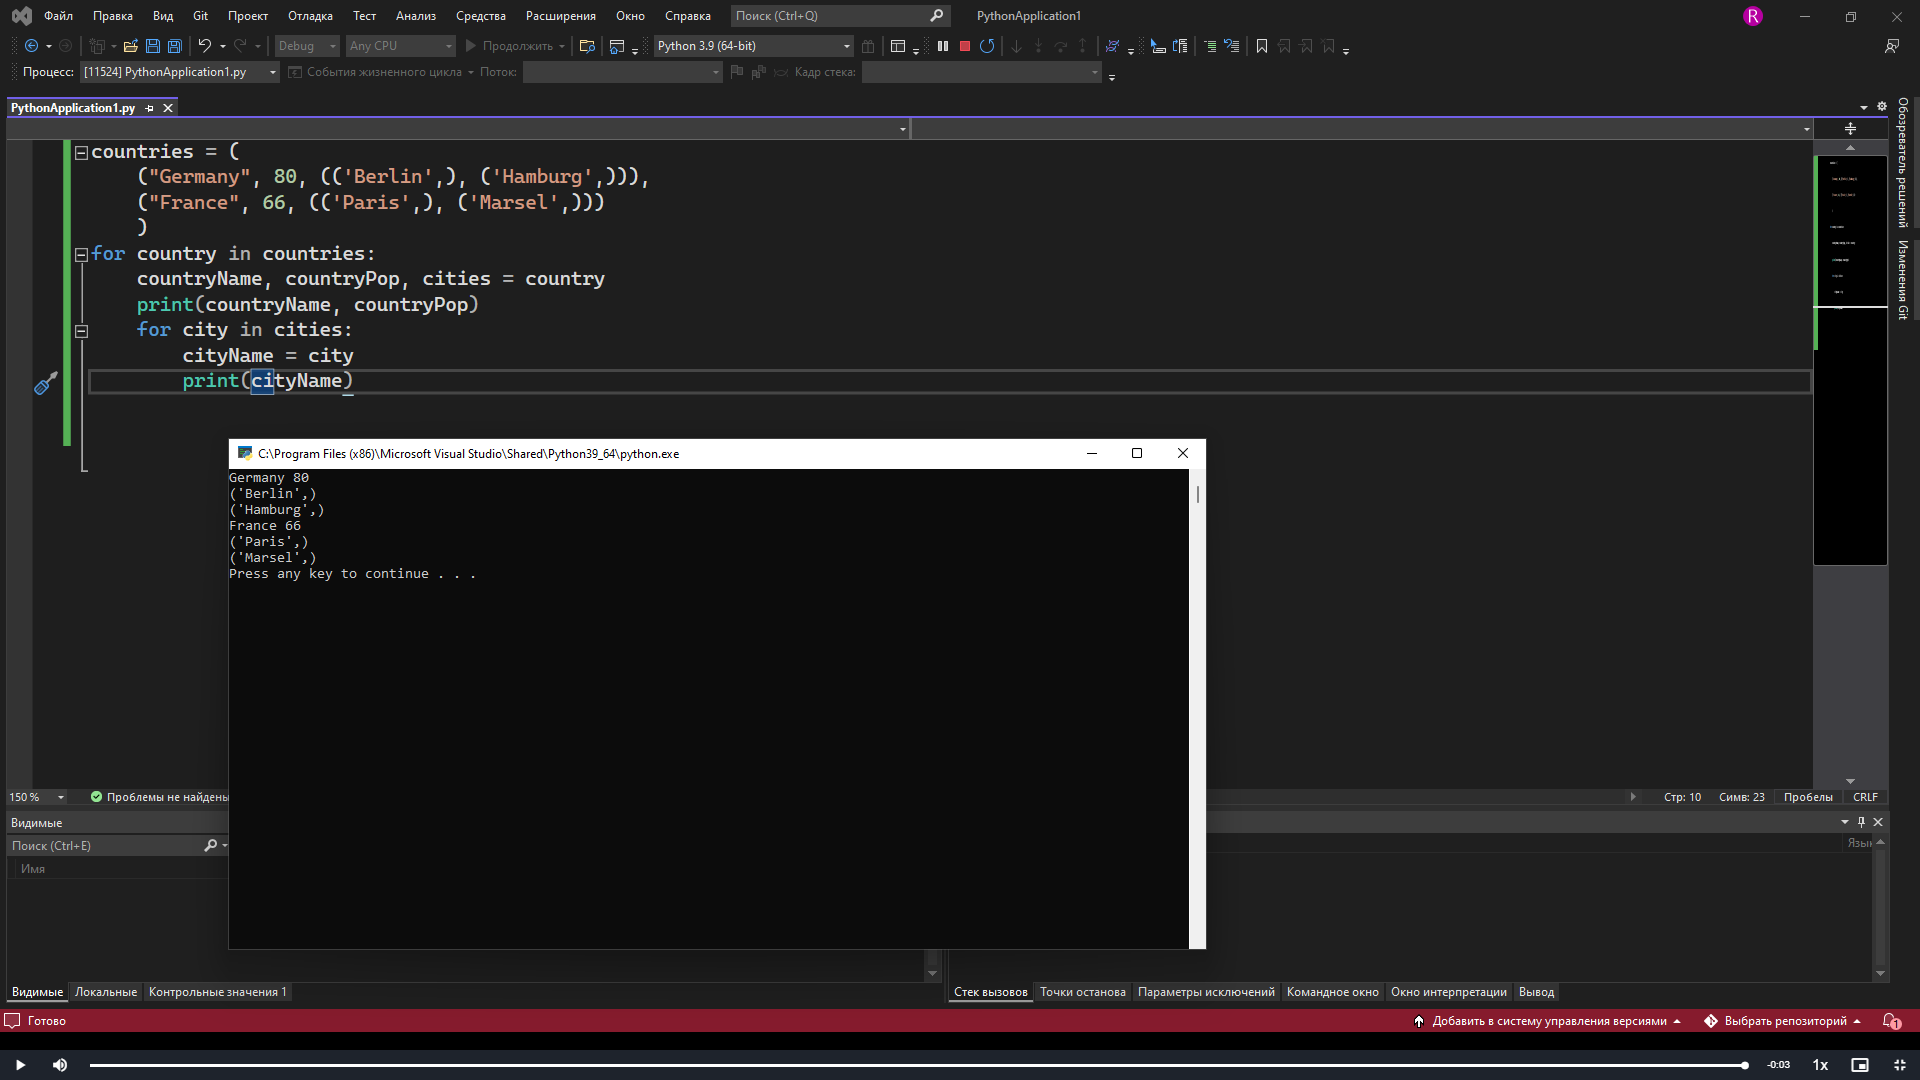 Файл Правка Вид Git Проект Отладка Тест Анализ Средства Расширения Окно Справка Поиск (Ctrl+Q) PythonApplication1 R
Debug Any CPU Продолжить Python 3.9 (64-bit)
Процесс: [11524] PythonApplication1.py События жизненного цикла Поток: Кадр стека:
PythonApplication1.py
countries = (
("Germany", 80, (('Berlin',), ('Hamburg',))),
("France", 66, (('Paris',), ('Marsel',)))
)
for country in countries:
countryName, countryPop, cities = country
print(countryName, countryPop)
for city in cities:
cityName = city
print(cityName)
Обозреватель решений
Изменения Git
C:\Program Files (x86)\Microsoft Visual Studio\Shared\Python39_64\python.exe
Germany 80
('Berlin',)
('Hamburg',)
France 66
('Paris',)
('Marsel',)
Press any key to continue . . .
150 % Проблемы не найдены Стр: 10 Симв: 23 Пробелы CRLF
Видимые
Поиск (Ctrl+E) Язык
Имя
Видимые Локальные Контрольные значения 1 Стек вызовов Точки останова Параметры исключений Командное окно Окно интерпретации Вывод
Готово Добавить в систему управления версиями Выбрать репозиторий 1
-0:03 1x